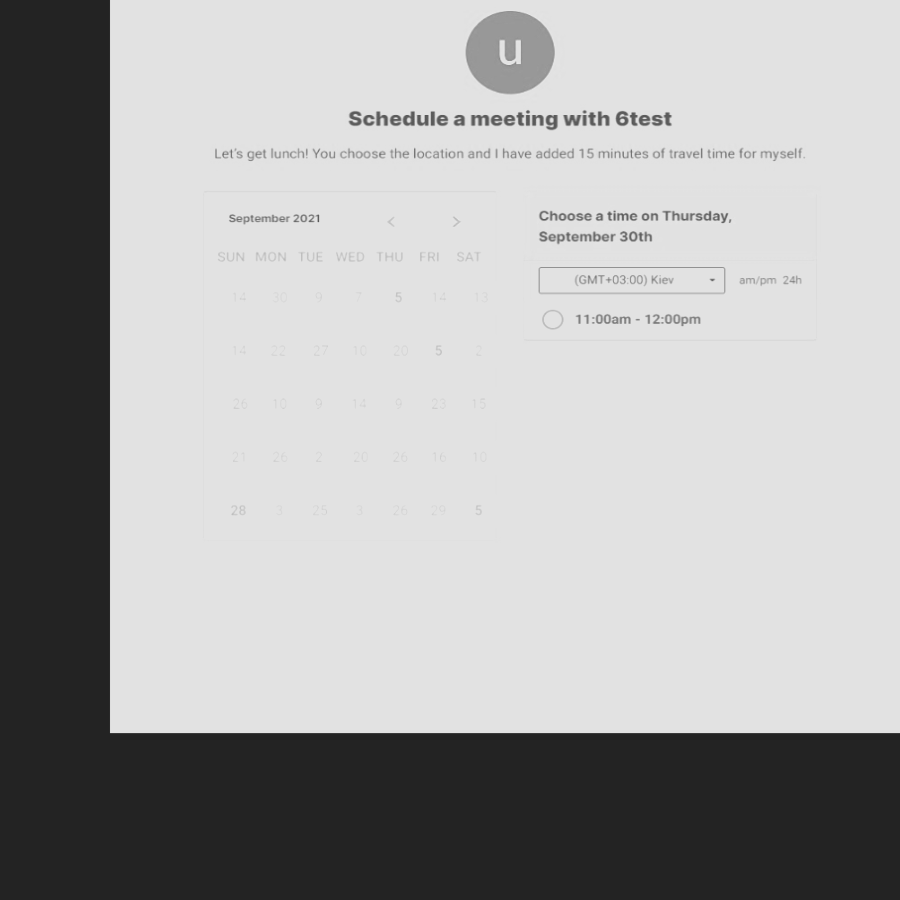 u
Schedule a meeting with 6test
Let's get lunch! You choose the location and I have added 15 minutes of travel time for myself.
September 2021 < >
SUN MON TUE WED THU FRI SAT
14 30 9 7 5 14 13
14 22 27 10 20 5 2
26 10 9 14 9 23 15
21 26 2 20 26 16 10
28 3 25 3 26 29 5
Choose a time on Thursday,
September 30th
(GMT+03:00) Kiev am/pm 24h
11:00am - 12:00pm